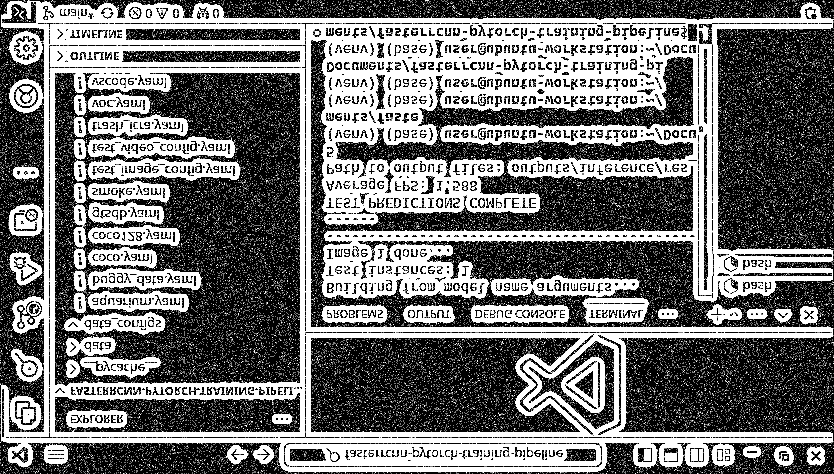 fasterrcnn-pytorch-training-pipeline
EXPLORER
FASTERRCNN-PYTORCH-TRAINING-PIPELI...
__pycache__
data
data_configs
aquarium.yaml
buggy_data.yaml
coco.yaml
coco128.yaml
gtsdb.yaml
smoke.yaml
test_image_config.yaml
test_video_config.yaml
trash_icra.yaml
voc.yaml
vscode.yaml
OUTLINE
TIMELINE
PROBLEMS OUTPUT DEBUG CONSOLE TERMINAL
Building from model name arguments...
Test instances: 1
Image 1 done...
TEST PREDICTIONS COMPLETE
Average FPS: 1.588
Path to output files: outputs/inference/res_
5
(venv) (base) user@ubuntu-workstation:~/Docu
ments/faste
(venv) (base) user@ubuntu-workstation:~/
(venv) (base) user@ubuntu-workstation:~/
Documents/fasterrcnn-pytorch-training-pi
(venv) (base) user@ubuntu-workstation:~/Docu
ments/fasterrcnn-pytorch-training-pipeline$
bash
bash
main* 0 0 0